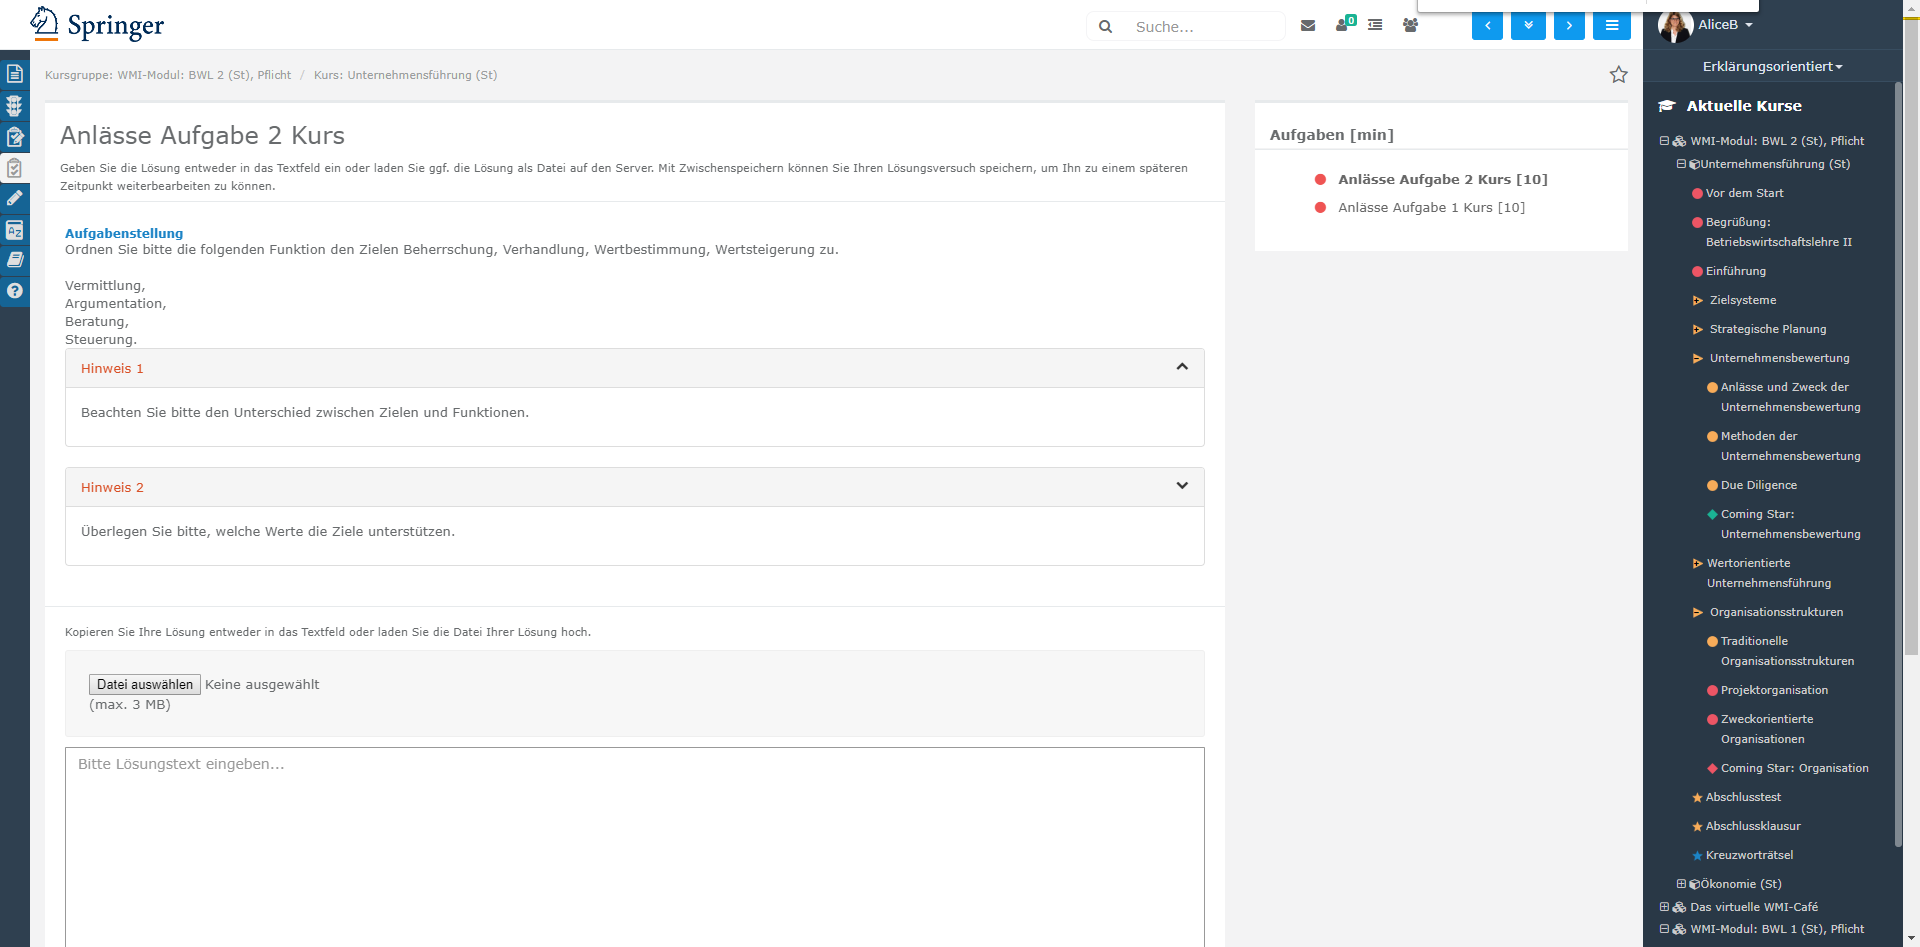 Springer
Suche...
0
AliceB
Erklärungsorientiert
Kursgruppe: WMI-Modul: BWL 2 (St), Pflicht / Kurs: Unternehmensführung (St)
Anlässe Aufgabe 2 Kurs
Geben Sie die Lösung entweder in das Textfeld ein oder laden Sie ggf. die Lösung als Datei auf den Server. Mit Zwischenspeichern können Sie Ihren Lösungsversuch speichern, um Ihn zu einem späteren
Zeitpunkt weiterbearbeiten zu können.
Aufgabenstellung
Ordnen Sie bitte die folgenden Funktion den Zielen Beherrschung, Verhandlung, Wertbestimmung, Wertsteigerung zu.
Vermittlung,
Argumentation,
Beratung,
Steuerung.
Hinweis 1
Beachten Sie bitte den Unterschied zwischen Zielen und Funktionen.
Hinweis 2
Überlegen Sie bitte, welche Werte die Ziele unterstützen.
Kopieren Sie Ihre Lösung entweder in das Textfeld oder laden Sie die Datei Ihrer Lösung hoch.
Datei auswählen Keine ausgewählt
(max. 3 MB)
Bitte Lösungstext eingeben...
Aufgaben [min]
Anlässe Aufgabe 2 Kurs [10]
Anlässe Aufgabe 1 Kurs [10]
Aktuelle Kurse
WMI-Modul: BWL 2 (St), Pflicht
Unternehmensführung (St)
Vor dem Start
Begrüßung:
Betriebswirtschaftslehre II
Einführung
Zielsysteme
Strategische Planung
Unternehmensbewertung
Anlässe und Zweck der
Unternehmensbewertung
Methoden der
Unternehmensbewertung
Due Diligence
Coming Star:
Unternehmensbewertung
Wertorientierte
Unternehmensführung
Organisationsstrukturen
Traditionelle
Organisationsstrukturen
Projektorganisation
Zweckorientierte
Organisationen
Coming Star: Organisation
Abschlusstest
Abschlussklausur
Kreuzworträtsel
Ökonomie (St)
Das virtuelle WMI-Café
WMI-Modul: BWL 1 (St), Pflicht